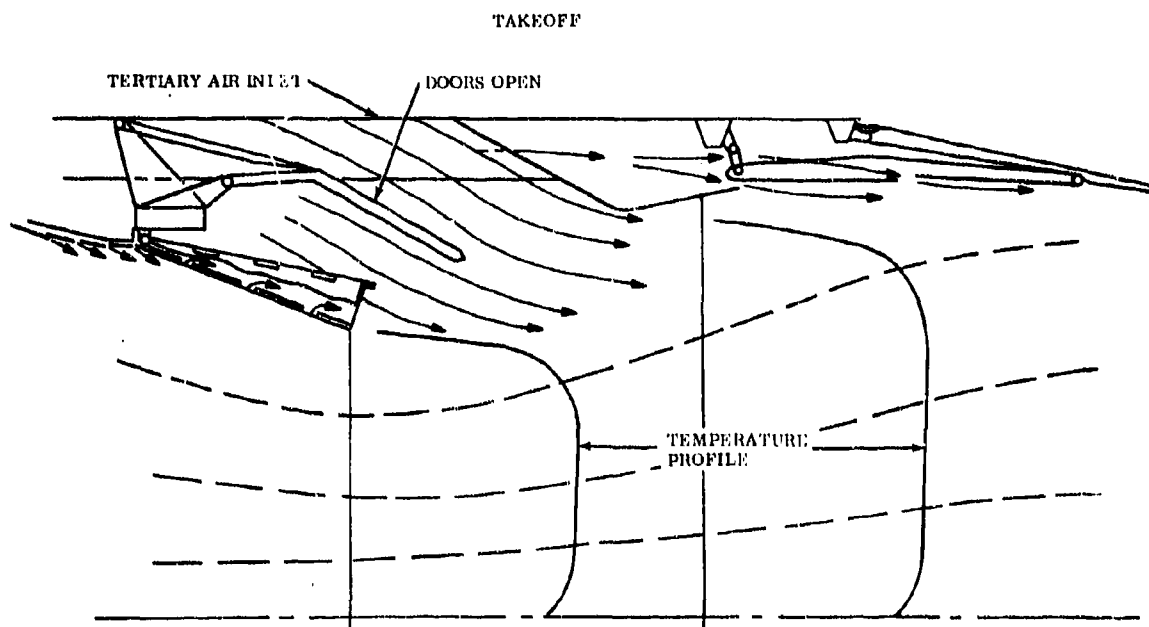 TAKEOFF
TERTIARY AIR INLET
DOORS OPEN
TEMPERATURE
PROFILE